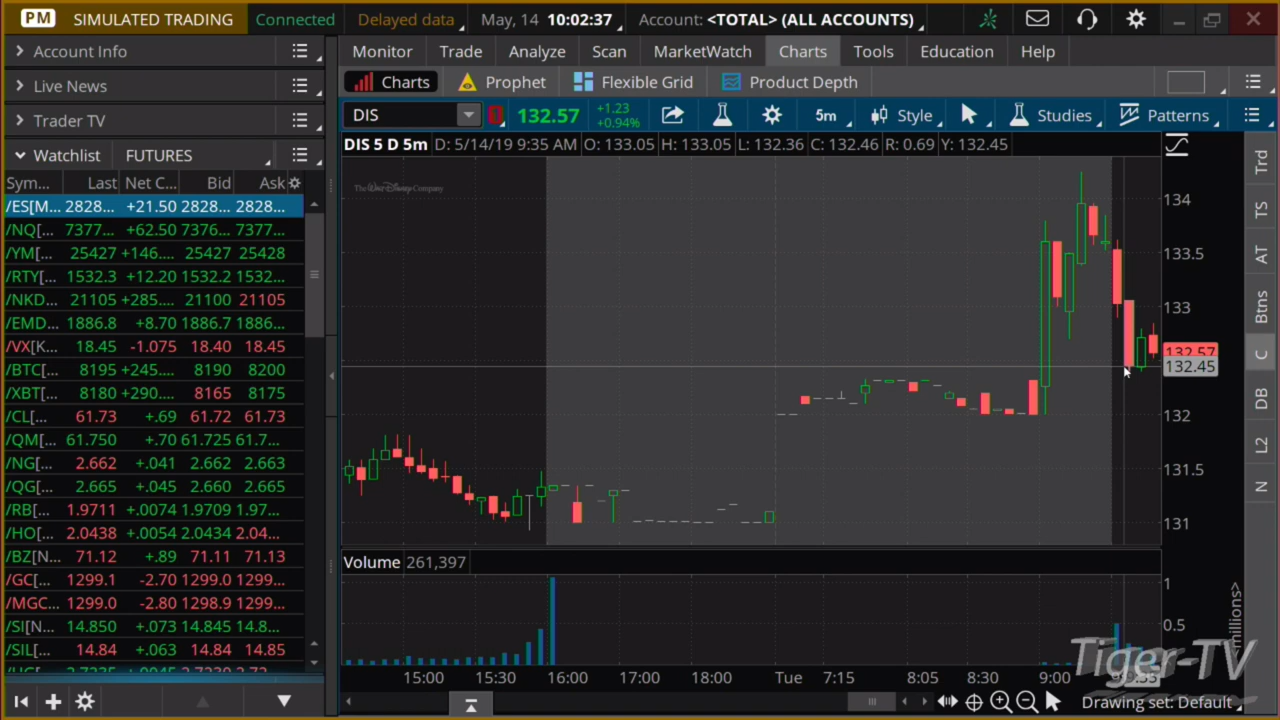 PM SIMULATED TRADING Connected Delayed data May, 14 10:02:37 Account: <TOTAL> (ALL ACCOUNTS)
Account Info
Live News
Trader TV
Watchlist FUTURES
Sym... Last Net C... Bid Ask
/ES[M... 2828... +21.50 2828... 2828...
/NQ[... 7377... +62.50 7376... 7377...
/YM[... 25427 +146.... 25427 25428
/RTY[... 1532.3 +12.20 1532.2 1532...
/NKD... 21105 +285.... 21100 21105
/EMD... 1886.8 +8.70 1886.7 1886...
/VX[K... 18.45 -1.075 18.40 18.45
/BTC[... 8195 +245.... 8190 8200
/XBT[... 8180 +290.... 8165 8175
/CL[... 61.73 +.69 61.72 61.73
/QM[... 61.750 +.70 61.725 61.7...
/NG[... 2.662 +.041 2.662 2.663
/QG[... 2.665 +.045 2.660 2.665
/RB[... 1.9711 +.0074 1.9709 1.97...
/HO[... 2.0438 +.0054 2.0434 2.04...
/BZ[N... 71.12 +.89 71.11 71.13
/GC[... 1299.1 -2.70 1299.0 1299...
/MGC... 1299.0 -2.80 1298.9 1299...
/SI[N... 14.850 +.073 14.845 14.8...
/SIL[... 14.84 +.063 14.84 14.85
Monitor Trade Analyze Scan MarketWatch Charts Tools Education Help
Charts Prophet Flexible Grid Product Depth
DIS 132.57 +1.23 +0.94% 5m Style Studies Patterns
DIS 5 D 5m D: 5/14/19 9:35 AM O: 133.05 H: 133.05 L: 132.36 C: 132.46 R: 0.69 Y: 132.45
The Walt Disney Company
134
133.5
133
132.57
132.45
132
131.5
131
Volume 261,397
1
0.5
millions>
15:00 15:30 16:00 17:00 18:00 Tue 7:15 8:05 8:30 9:00 9:35
Drawing set: Default
Trd
TS
AT
Btns
C
DB
L2
N
Tiger-TV